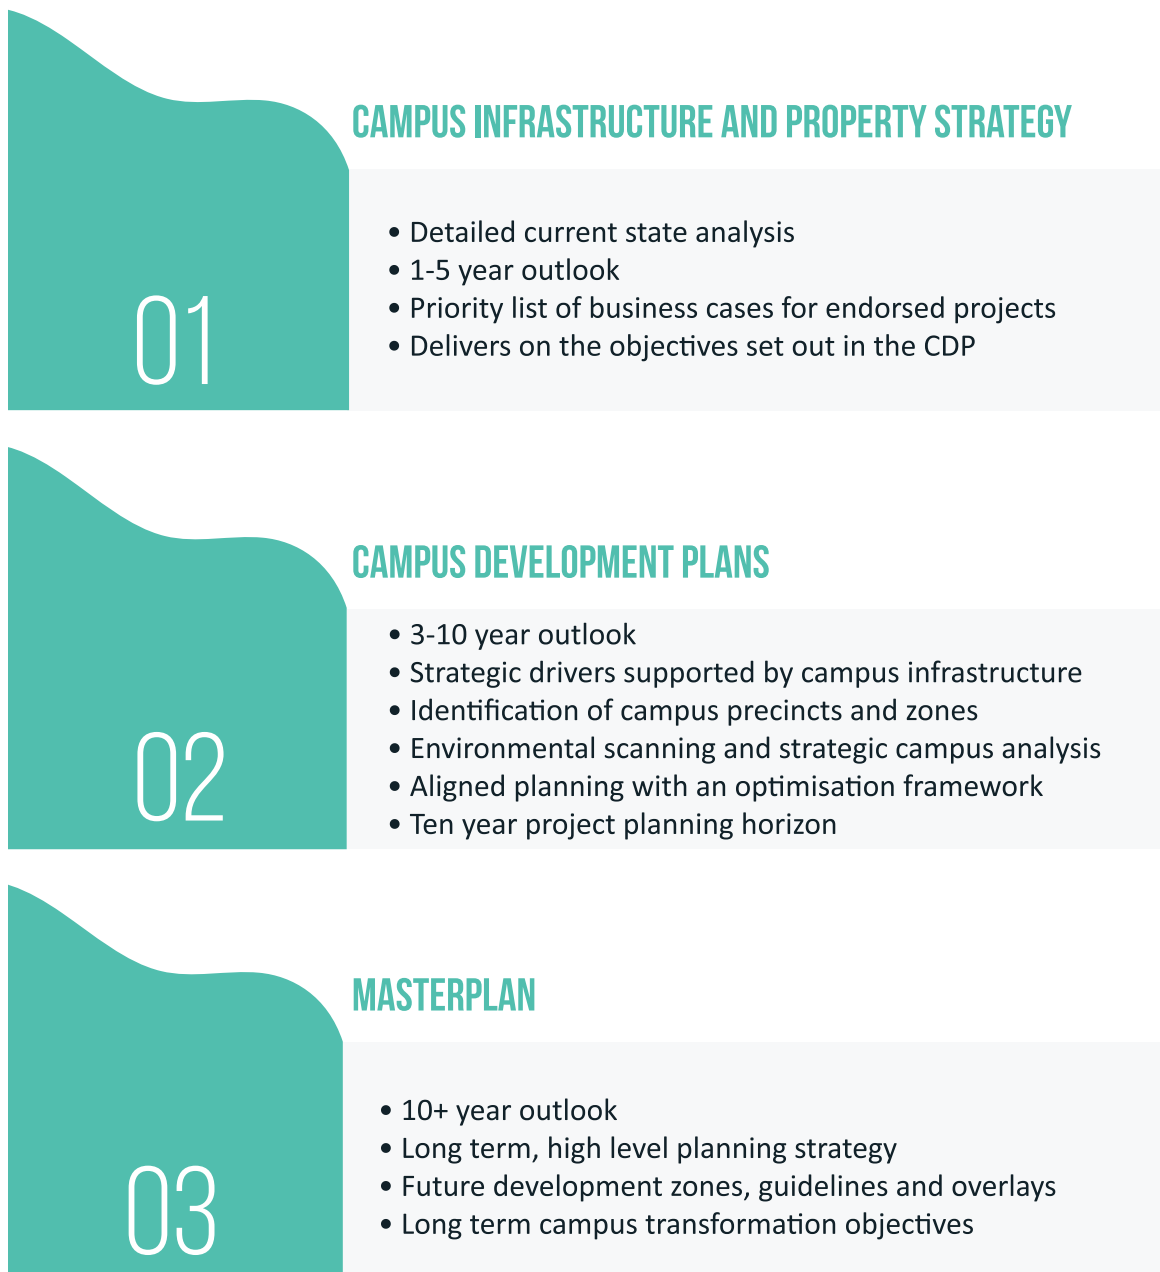 CAMPUS INFRASTRUCTURE AND PROPERTY STRATEGY
• Detailed current state analysis
• 1-5 year outlook
• Priority list of business cases for endorsed projects
• Delivers on the objectives set out in the CDP
01
CAMPUS DEVELOPMENT PLANS
• 3-10 year outlook
• Strategic drivers supported by campus infrastructure
• Identification of campus precincts and zones
• Environmental scanning and strategic campus analysis
• Aligned planning with an optimisation framework
• Ten year project planning horizon
02
MASTERPLAN
• 10+ year outlook
• Long term, high level planning strategy
• Future development zones, guidelines and overlays
• Long term campus transformation objectives
03